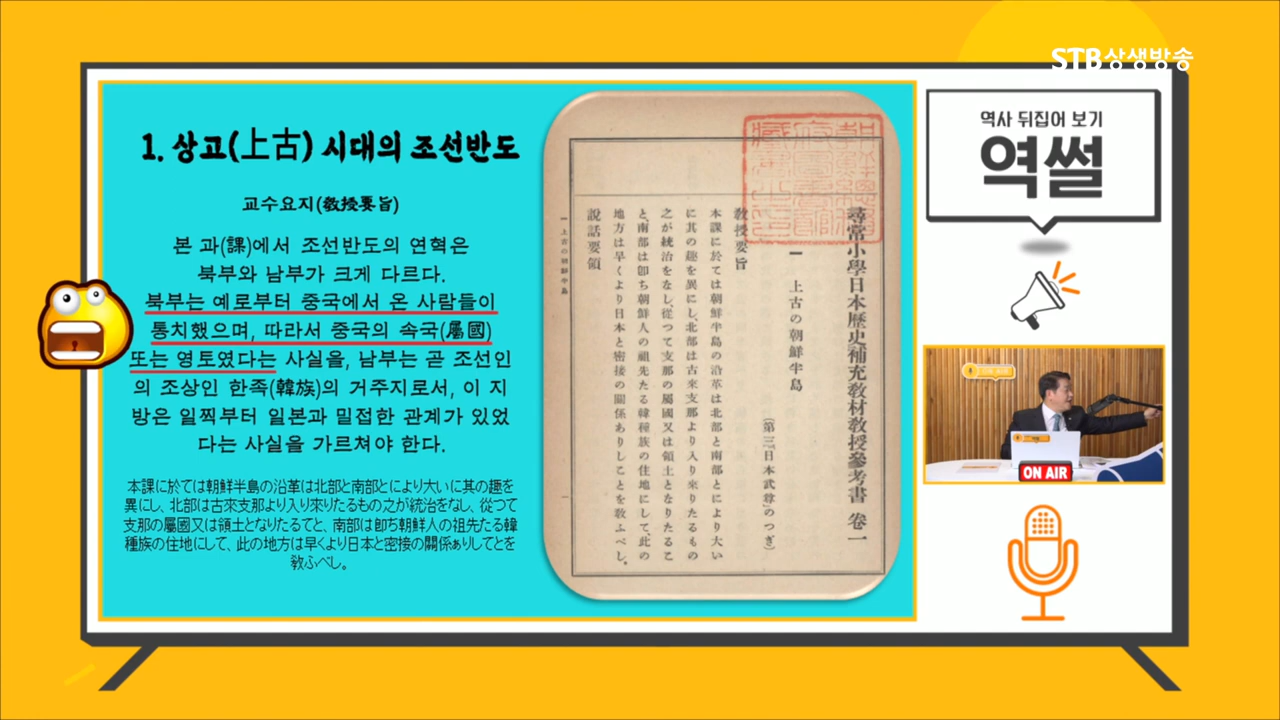 STB상생방송
1. 상고(上古) 시대의 조선반도
교수요지(敎授要旨)
본 과(課)에서 조선반도의 연혁은
북부와 남부가 크게 다르다.
북부는 예로부터 중국에서 온 사람들이
통치했으며, 따라서 중국의 속국(屬國)
또는 영토였다는 사실을, 남부는 곧 조선인
의 조상인 한족(韓族)의 거주지로서, 이 지
방은 일찍부터 일본과 밀접한 관계가 있었
다는 사실을 가르쳐야 한다.
本課に於ては朝鮮半島の沿革は北部と南部とにより大いに其の趣を
異にし、北部は古來支那より入り來りたるもの之が統治をなし、從つて
支那の屬國又は領土となりたるてと、南部は卽ち朝鮮人の祖先たる韓
種族の住地にして、此の地方は早くより日本と密接の關係ぁりしてとを
敎ふべし。
尋常小學日本歷史補充敎材敎授參考書 卷一
一 上古の朝鮮半島
(第三「日本武尊」のつぎ)
敎授要旨
本課に於ては朝鮮半島の沿革は北部と南部とにより大い
に其の趣を異にし、北部は古來支那より入り來りたるもの
之が統治をなし、從つて支那の屬國又は領土となりたるこ
と、南部は卽ち朝鮮人の祖先たる韓種族の住地にして、此の
地方は早くより日本と密接の關係ありしことを敎ふべし。
說話要領
一 上古の朝鮮半島
一
역사 뒤집어 보기
역썰
ON AIR